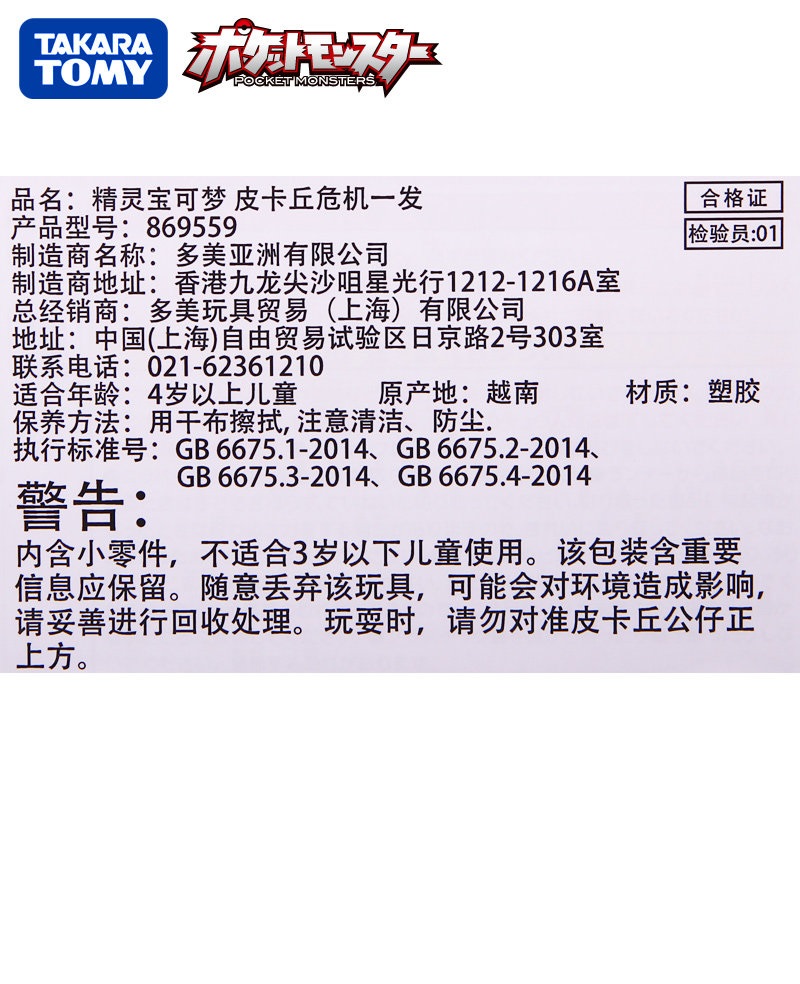 TAKARA
TOMY
ポケットモンスター
POCKET MONSTERS
品名：精灵宝可梦 皮卡丘危机一发
合格证
产品型号：869559
检验员:01
制造商名称：多美亚洲有限公司
制造商地址：香港九龙尖沙咀星光行1212-1216A室
总经销商：多美玩具贸易（上海）有限公司
地址：中国(上海)自由贸易试验区日京路2号303室
联系电话：021-62361210
适合年龄：4岁以上儿童 原产地：越南 材质：塑胶
保养方法：用干布擦拭, 注意清洁、防尘.
执行标准号：GB 6675.1-2014、GB 6675.2-2014、
GB 6675.3-2014、GB 6675.4-2014
警告：
内含小零件，不适合3岁以下儿童使用。该包装含重要
信息应保留。随意丢弃该玩具，可能会对环境造成影响，
请妥善进行回收处理。玩耍时，请勿对准皮卡丘公仔正
上方。